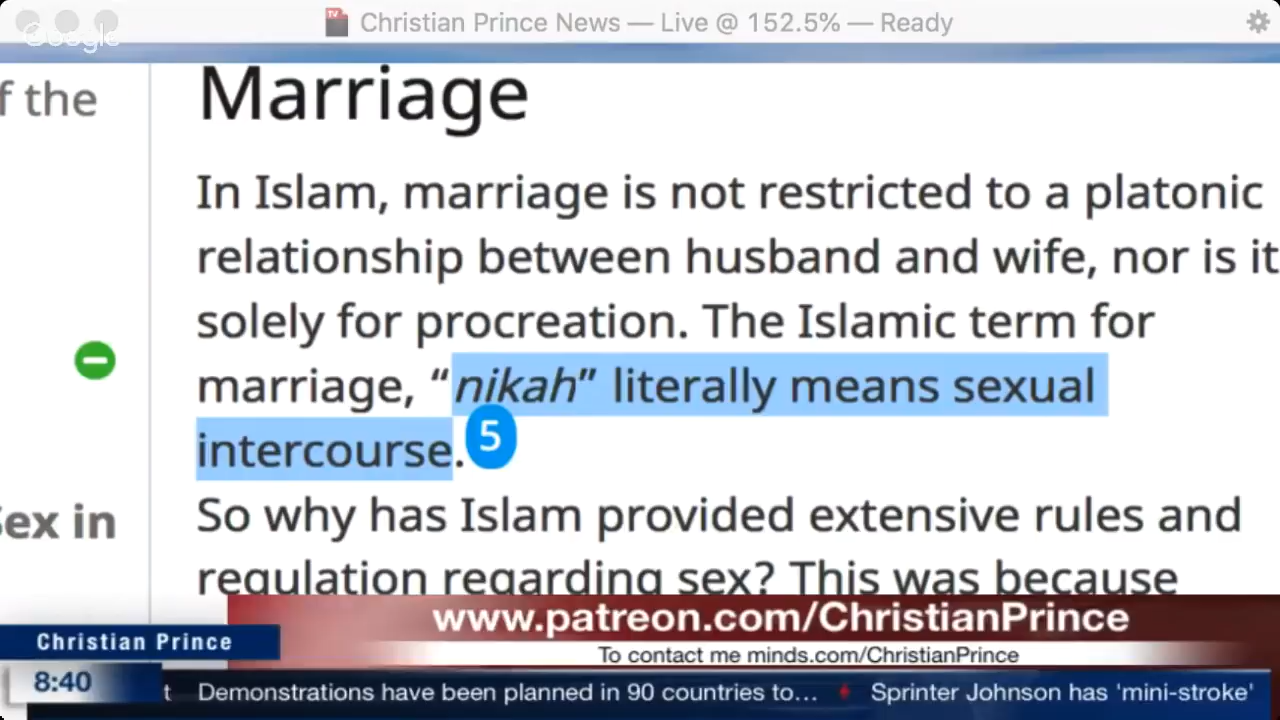 Christian Prince News — Live @ 152.5% — Ready
Google
f the
Marriage
In Islam, marriage is not restricted to a platonic
relationship between husband and wife, nor is it
solely for procreation. The Islamic term for
marriage, “nikah” literally means sexual
intercourse.5
Sex in
So why has Islam provided extensive rules and
regulation regarding sex? This was because
www.patreon.com/ChristianPrince
Christian Prince
To contact me minds.com/ChristianPrince
8:40
t Demonstrations have been planned in 90 countries to... Sprinter Johnson has 'mini-stroke'